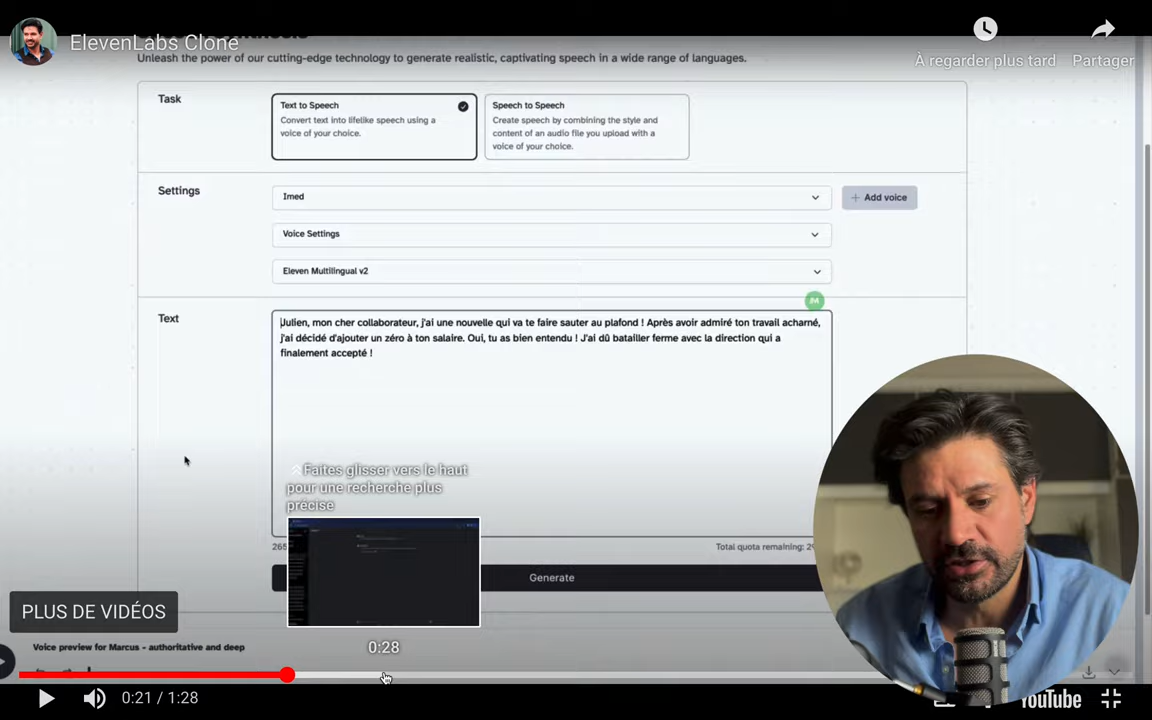 ElevenLabs Clone
À regarder plus tard
Partager
Unleash the power of our cutting-edge technology to generate realistic, captivating speech in a wide range of languages.
Task
Text to Speech
Convert text into lifelike speech using a
voice of your choice.
Speech to Speech
Create speech by combining the style and
content of an audio file you upload with a
voice of your choice.
Settings
Imed
+ Add voice
Voice Settings
Eleven Multilingual v2
M
Text
Julien, mon cher collaborateur, j'ai une nouvelle qui va te faire sauter au plafond ! Après avoir admiré ton travail acharné,
j'ai décidé d'ajouter un zéro à ton salaire. Oui, tu as bien entendu ! J'ai dû batailler ferme avec la direction qui a
finalement accepté !
Faites glisser vers le haut
pour une recherche plus
précise
Total quota remaining:
Generate
PLUS DE VIDÉOS
Voice preview for Marcus - authoritative and deep
0:28
0:21 / 1:28
YouTube